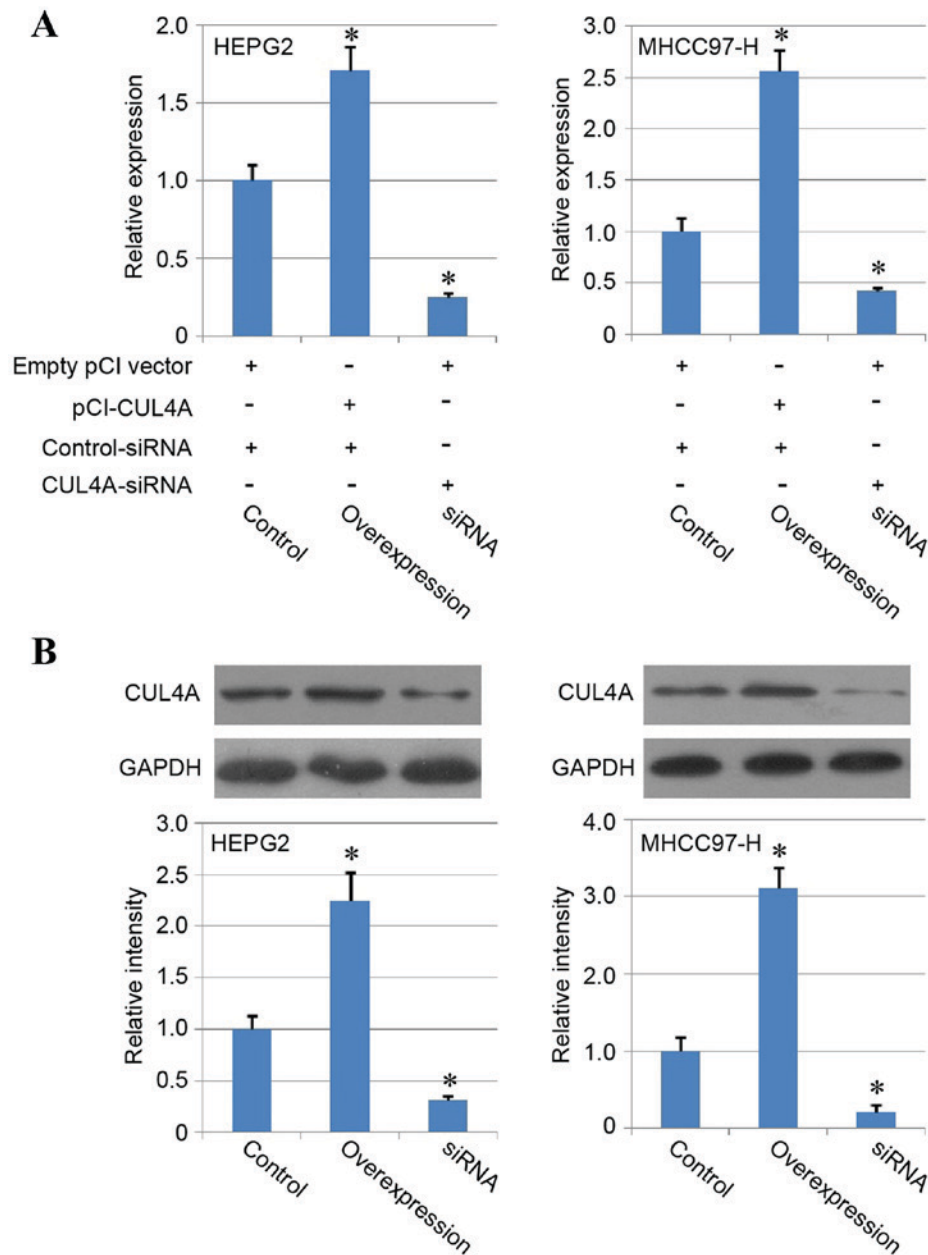 A
HEPG2
*
*
2.0
1.5
1.0
0.5
0
Relative expression
MHCC97-H
*
*
3.0
2.5
2.0
1.5
1.0
0.5
0
Relative expression
Empty pCI vector + - + + - +
pCI-CUL4A - + - - + -
Control-siRNA + + - + + -
CUL4A-siRNA - - + - - +
Control Overexpression siRNA Control Overexpression siRNA
B
CUL4A
GAPDH
CUL4A
GAPDH
HEPG2
*
*
3.0
2.5
2.0
1.5
1.0
0.5
0
Relative intensity
Control Overexpression siRNA
MHCC97-H
*
*
4.0
3.0
2.0
1.0
0
Relative intensity
Control Overexpression siRNA